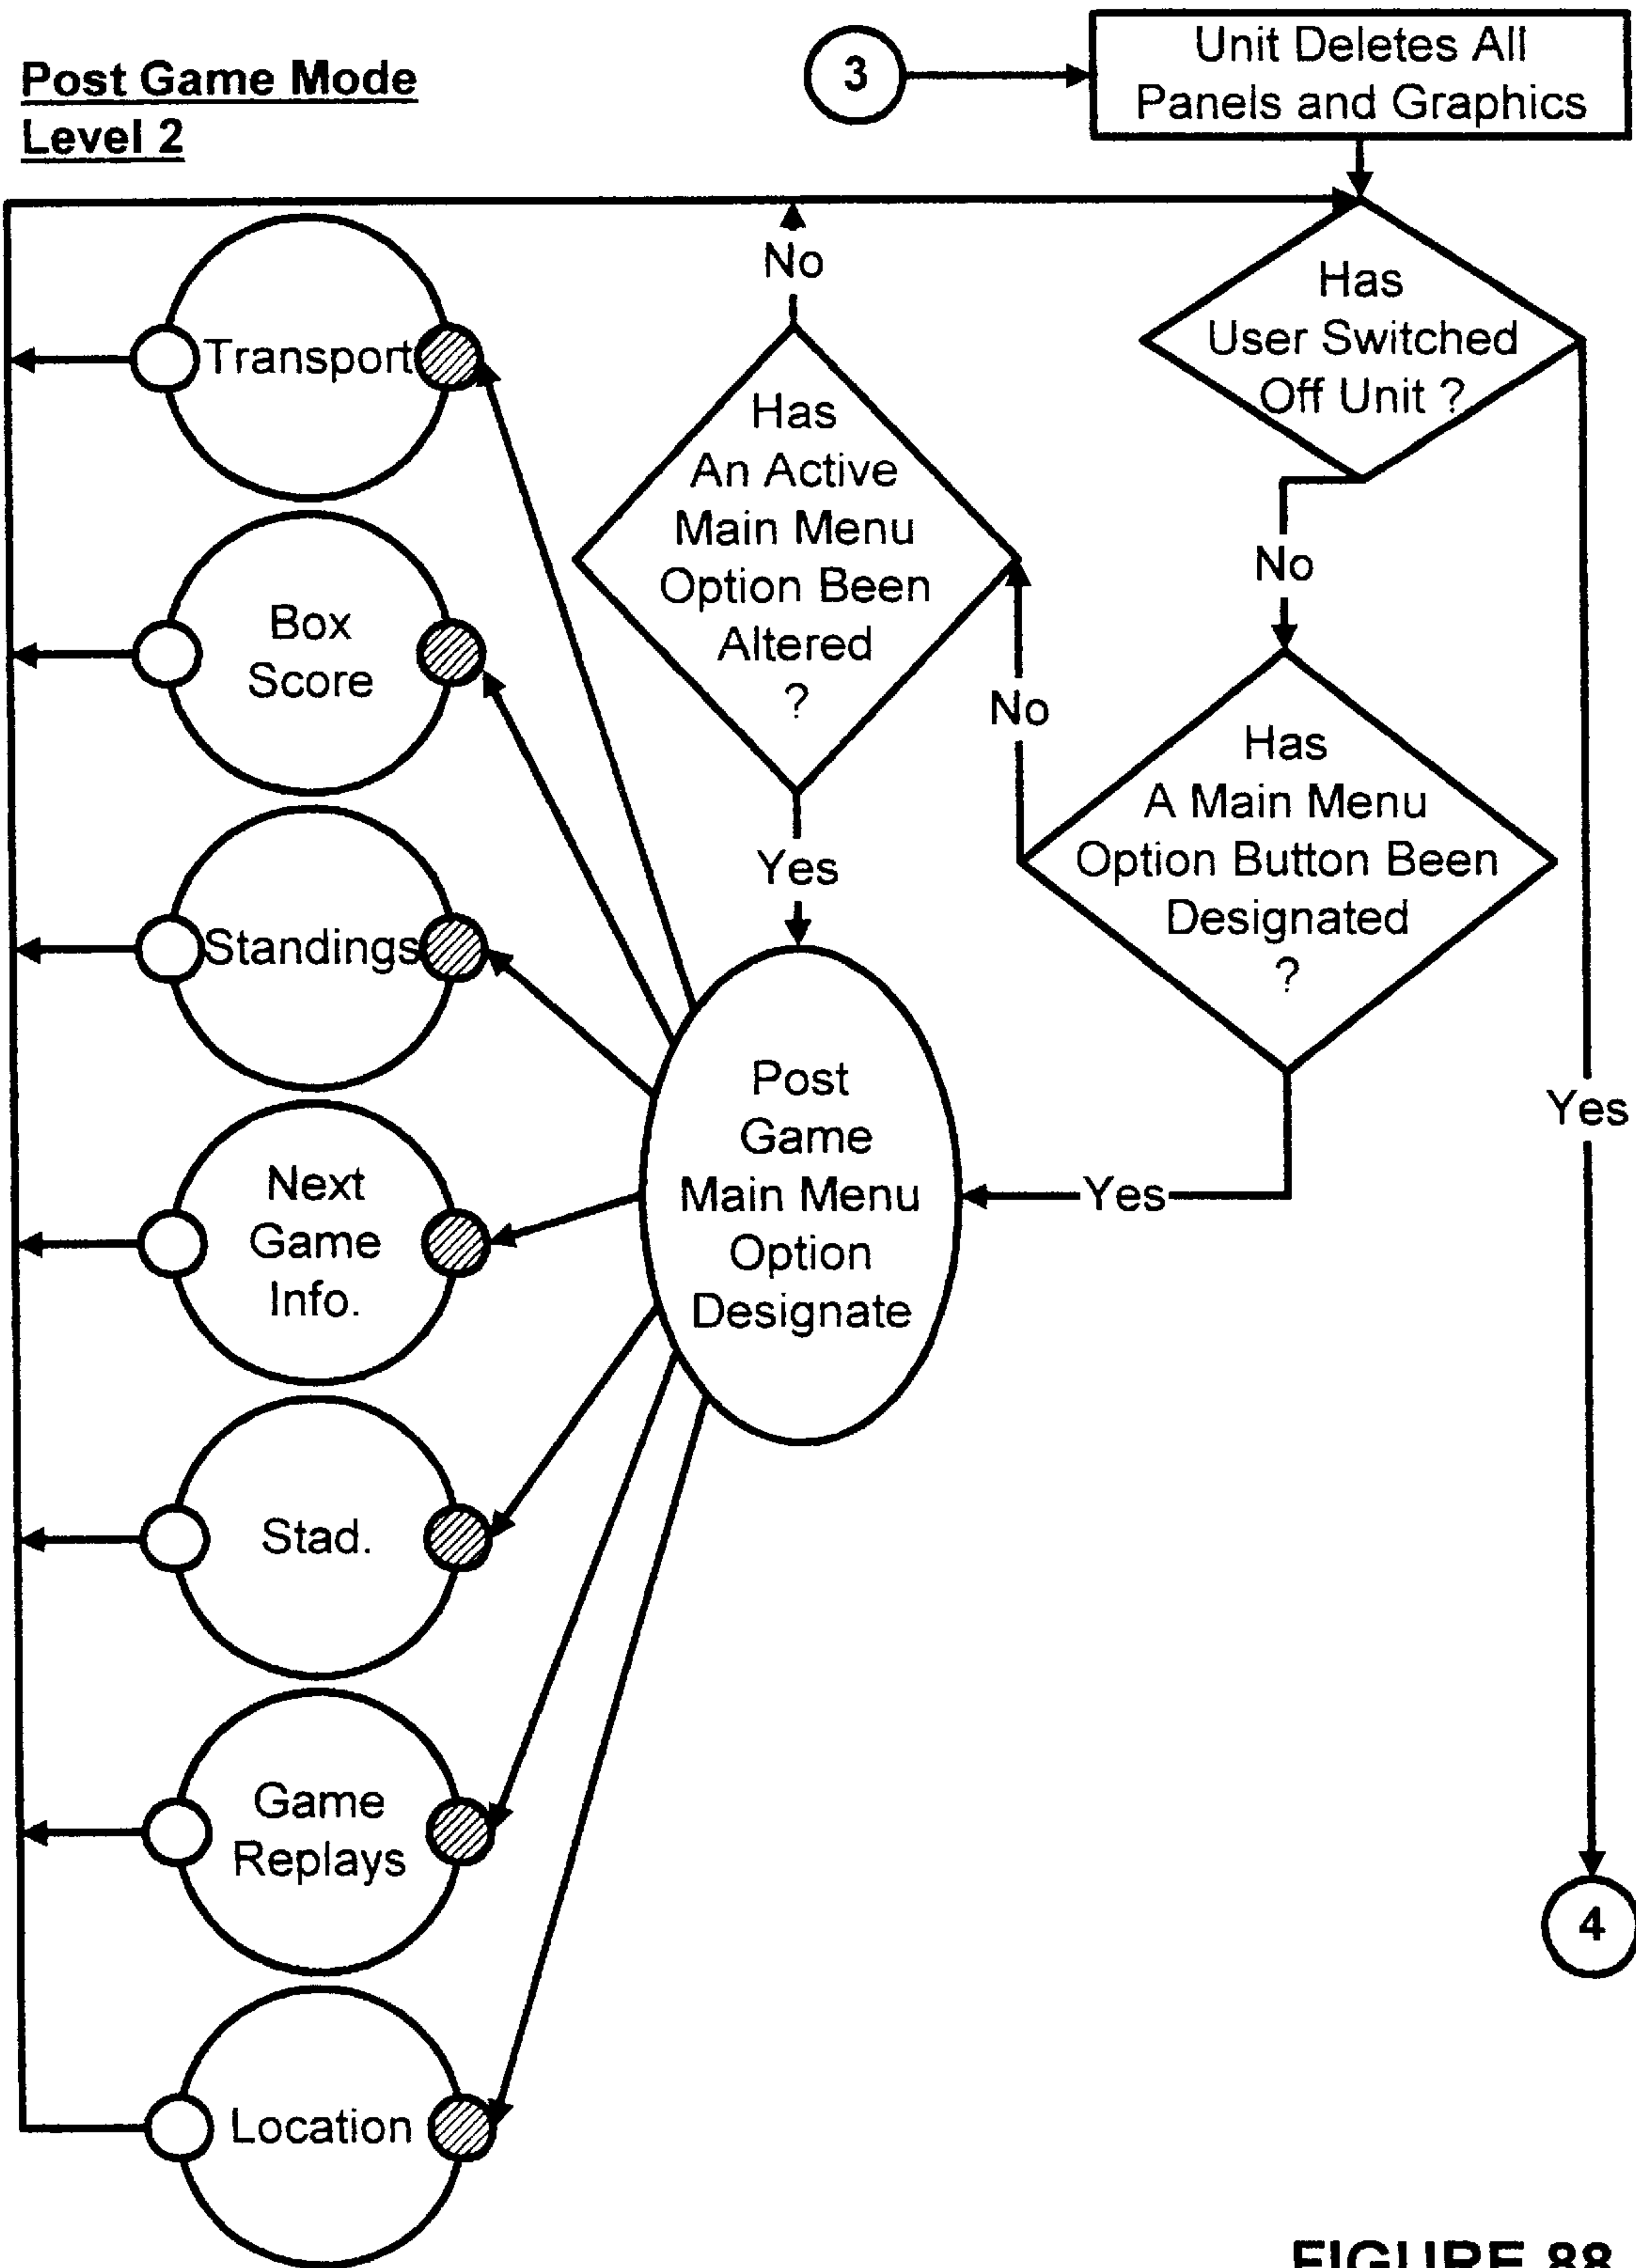 Post Game Mode
Level 2
3
Unit Deletes All
Panels and Graphics
Has
User Switched
Off Unit ?
No
Yes
Has
A Main Menu
Option Button Been
Designated
?
No
Yes
Has
An Active
Main Menu
Option Been
Altered
?
No
Yes
Post
Game
Main Menu
Option
Designate
Transport
Box
Score
Standings
Next
Game
Info.
Stad.
Game
Replays
Location
4
FIGURE 88